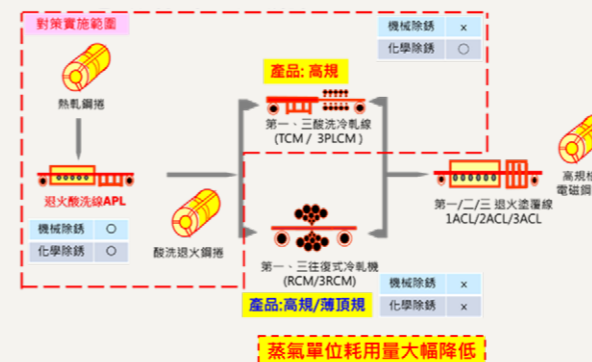 對策實施範圍
熱軋鋼捲
退火酸洗線APL
機械除銹 ○
化學除銹 ○
酸洗退火鋼捲
機械除銹 x
化學除銹 ○
產品: 高規
第一、三酸洗冷軋線
(TCM / 3PLCM )
第一、三往復式冷軋機
(RCM/3RCM)
產品:高規/薄頂規
機械除銹 x
化學除銹 x
第一/二/三 退火塗覆線
1ACL/2ACL/3ACL
高規格
電磁鋼
蒸氣單位耗用量大幅降低